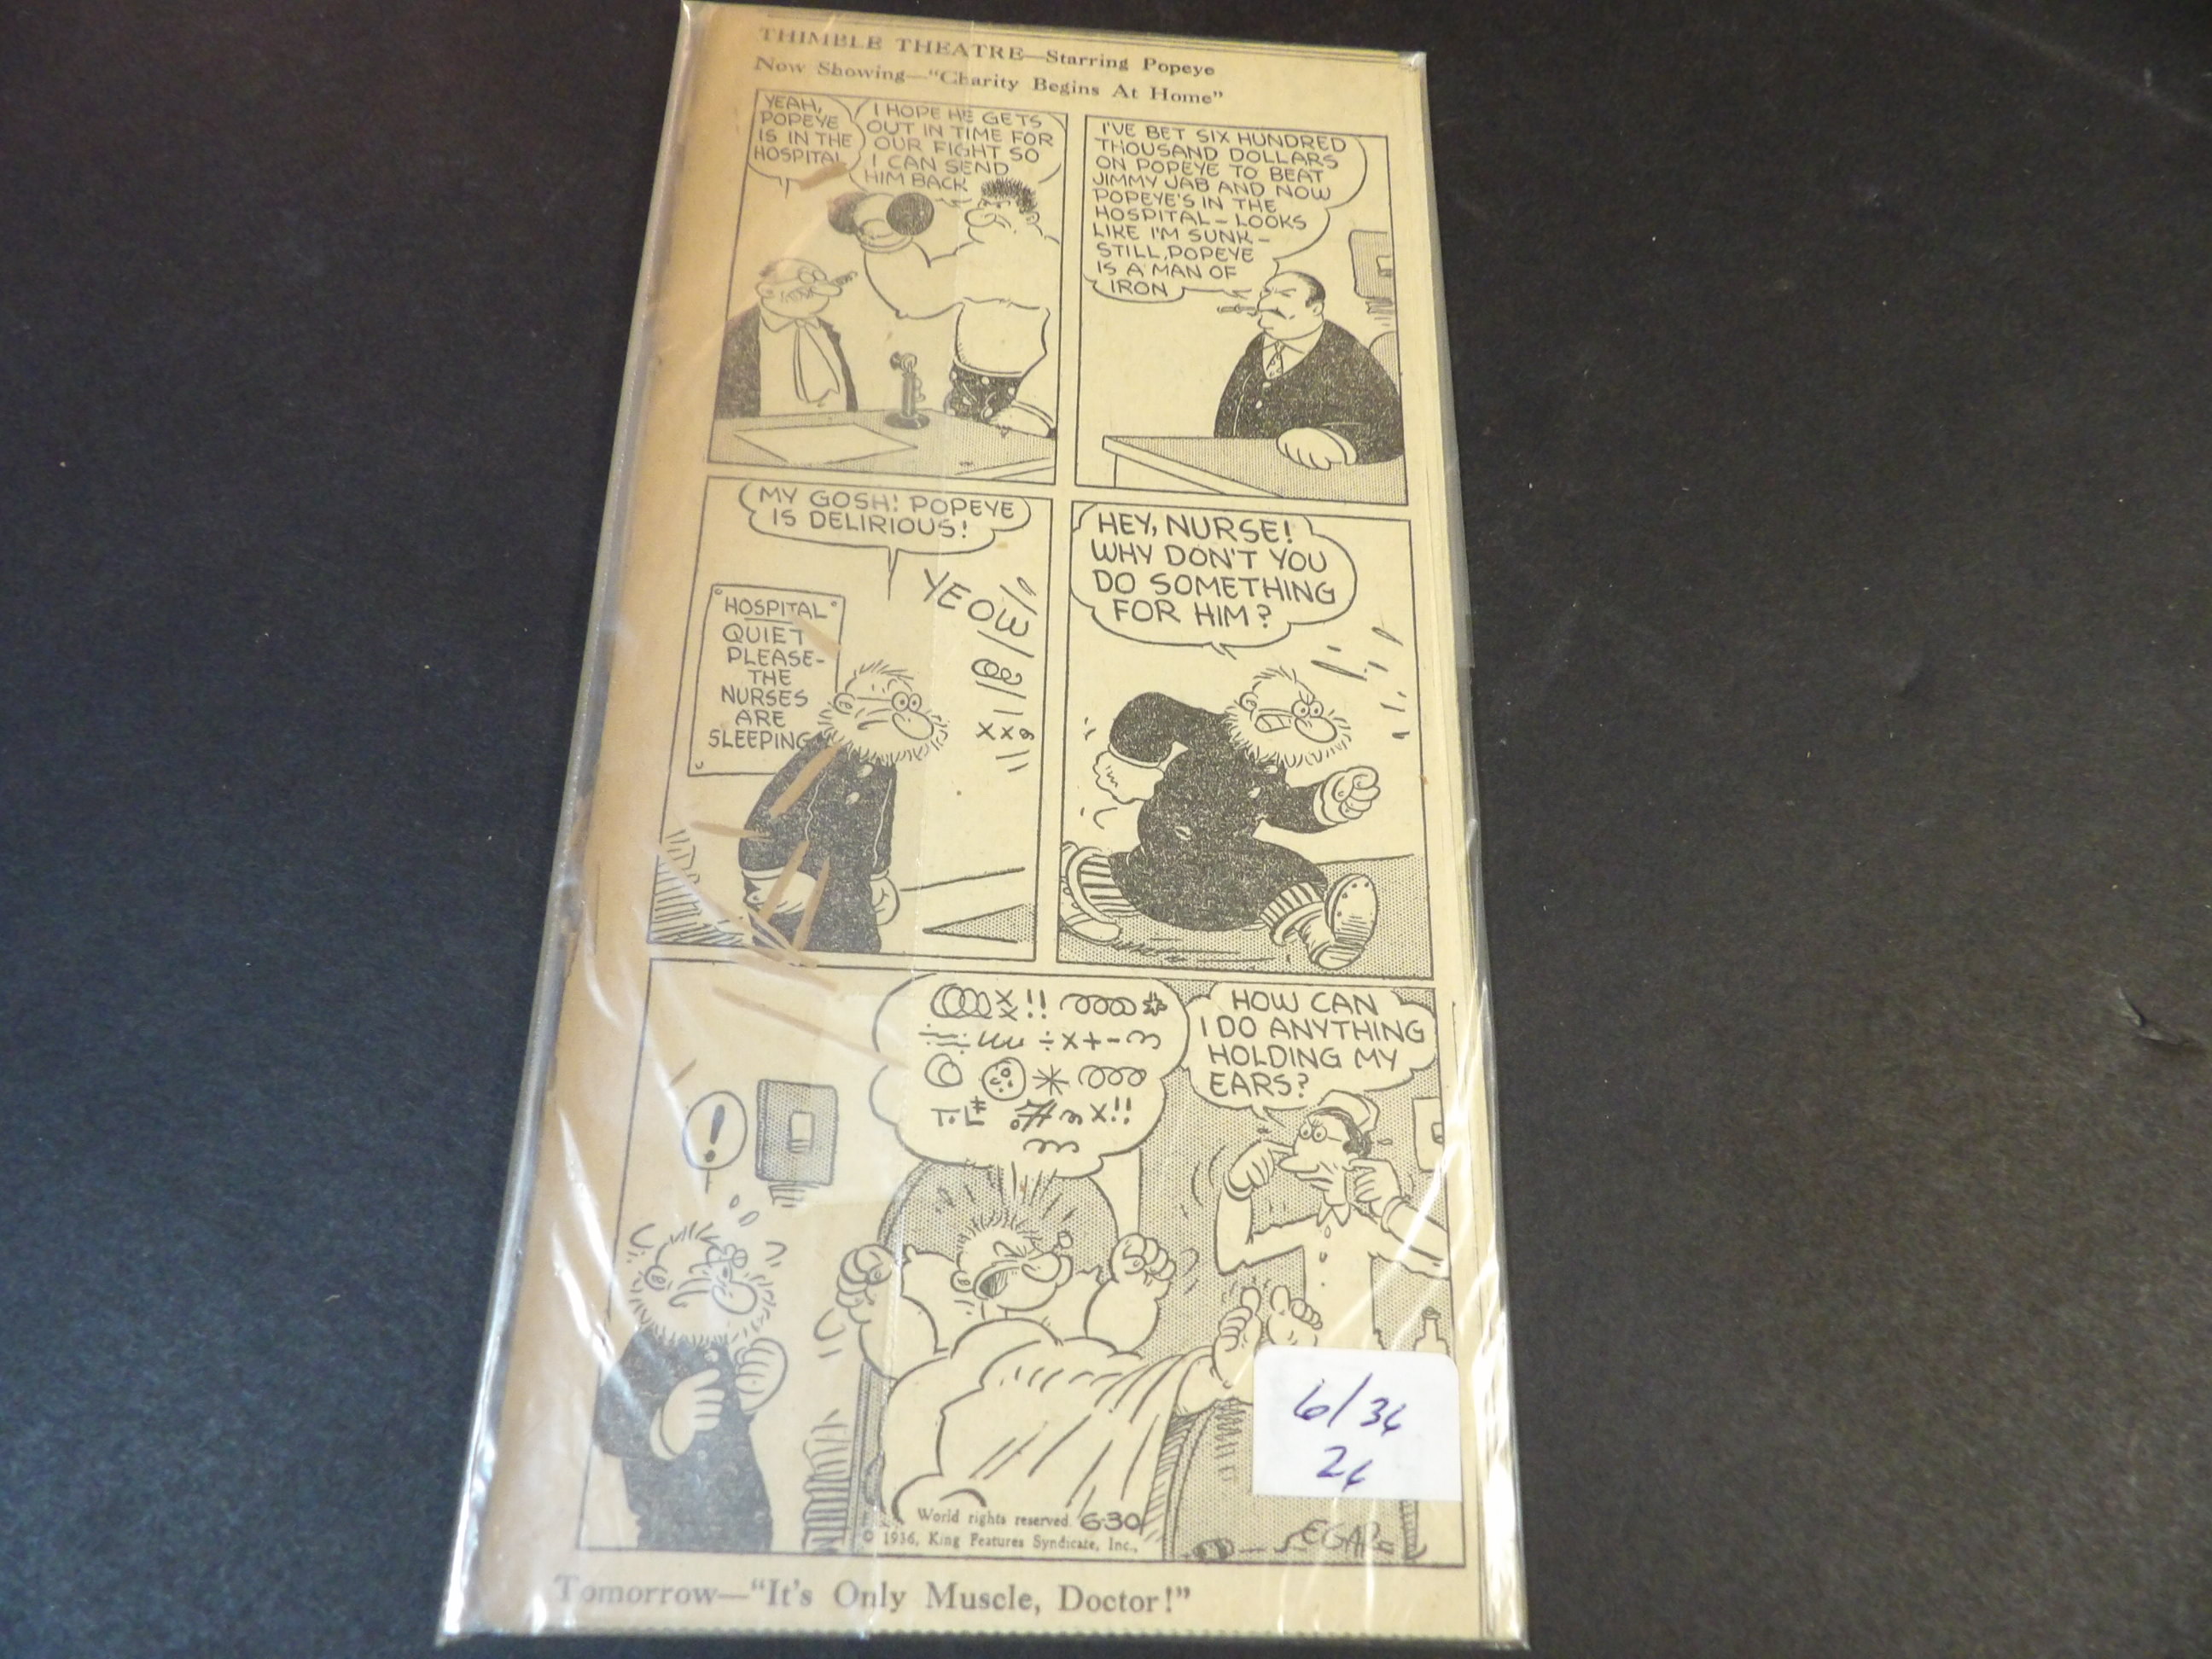 THIMBLE THEATRE—Starring Popeye
Now Showing—"Charity Begins At Home"
YEAH,
POPEYE
IS IN THE
HOSPITAL
I HOPE HE GETS
OUT IN TIME FOR
OUR FIGHT SO
I CAN SEND
HIM BACK
I'VE BET SIX HUNDRED
THOUSAND DOLLARS
ON POPEYE TO BEAT
JIMMY JAB AND NOW
POPEYE'S IN THE
HOSPITAL – LOOKS
LIKE I'M SUNK –
STILL, POPEYE
IS A MAN OF
IRON
MY GOSH! POPEYE
IS DELIRIOUS!
YEOW
HOSPITAL
QUIET
PLEASE-
THE
NURSES
ARE
SLEEPING
HEY, NURSE!
WHY DON'T YOU
DO SOMETHING
FOR HIM?
!
HOW CAN
I DO ANYTHING
HOLDING MY
EARS?
6/36
World rights reserved. 6-30
© 1936, King Features Syndicate, Inc.,
SEGAR
Tomorrow—"It's Only Muscle, Doctor!"